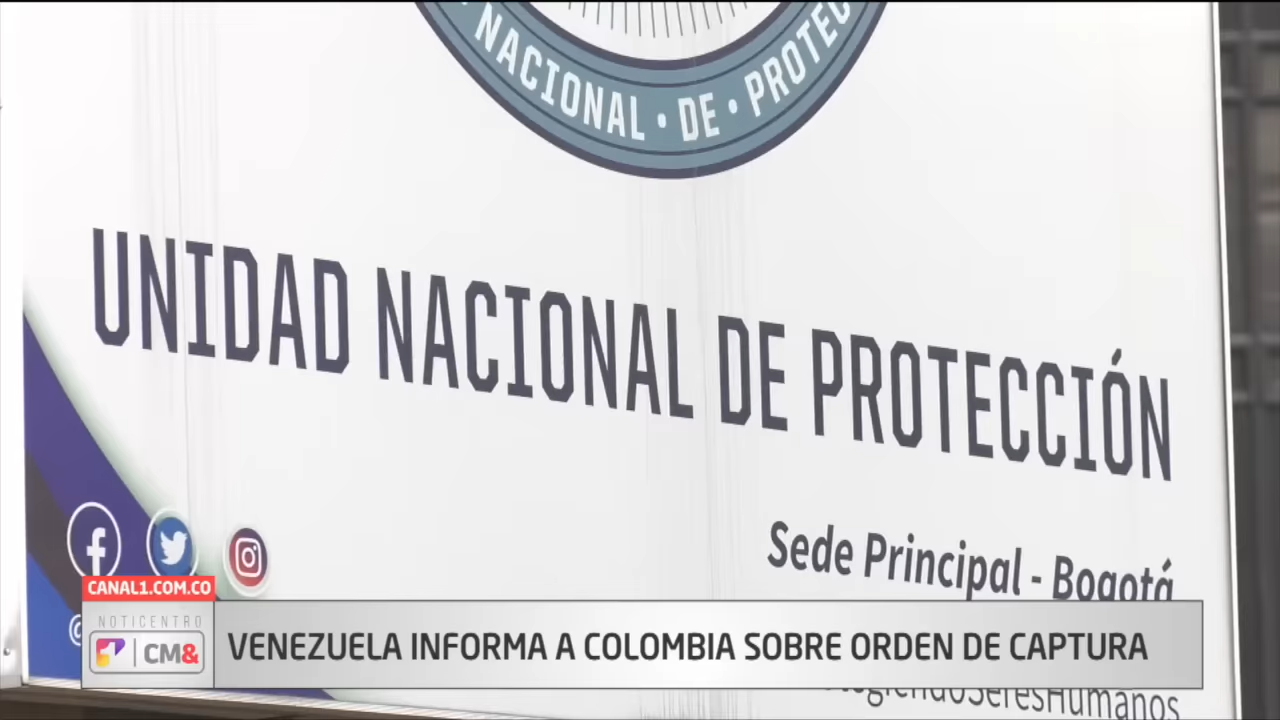 NACIONAL · DE ·
UNIDAD NACIONAL DE PROTECCIÓN
Sede Principal - Bogotá
CANAL1.COM.CO
NOTICENTRO
CM&
VENEZUELA INFORMA A COLOMBIA SOBRE ORDEN DE CAPTURA